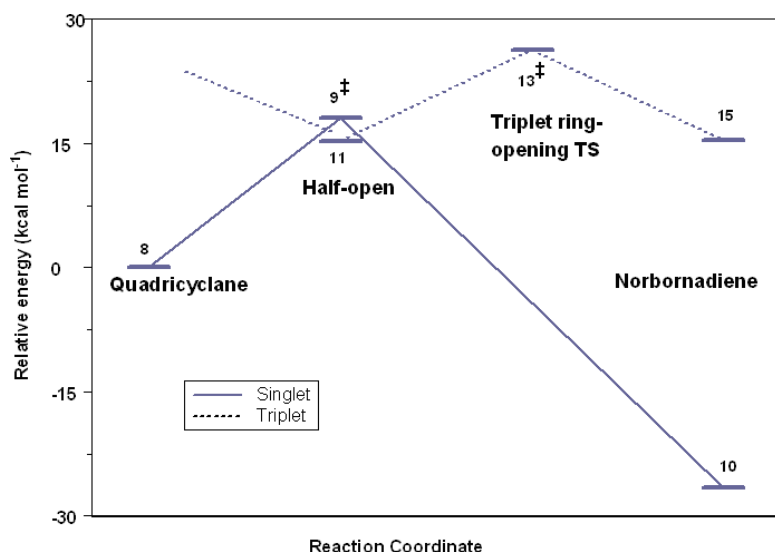 30
9‡
13‡
15
Triplet ring-
opening TS
15
11
Half-open
8
0
Quadricyclane
Norbornadiene
-15
Singlet
Triplet
10
-30
Relative energy (kcal mol⁻¹)
Reaction Coordinate